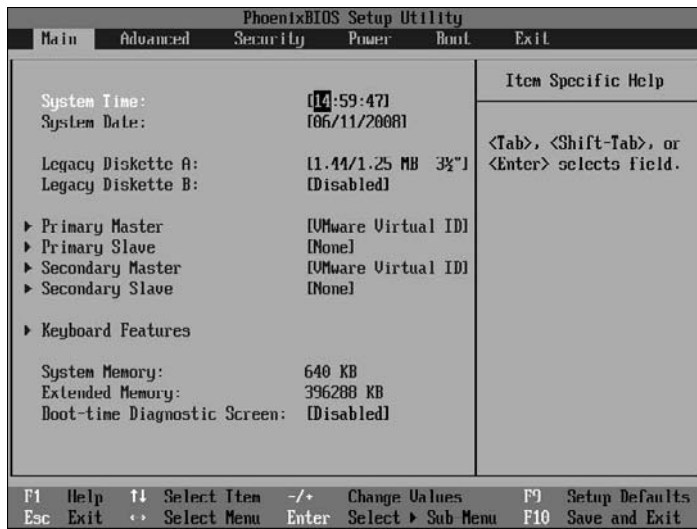 PhoenixBIOS Setup Utility
Main Advanced Security Power Boot Exit
Item Specific Help
System Time: [14:59:47]
System Date: [06/11/2008]
<Tab>, <Shift-Tab>, or
<Enter> selects field.
Legacy Diskette A: [1.44/1.25 MB 3½"]
Legacy Diskette B: [Disabled]
▶ Primary Master [VMware Virtual ID]
▶ Primary Slave [None]
▶ Secondary Master [VMware Virtual ID]
▶ Secondary Slave [None]
▶ Keyboard Features
System Memory: 640 KB
Extended Memory: 396288 KB
Boot-time Diagnostic Screen: [Disabled]
F1 Help ↑↓ Select Item -/+ Change Values F9 Setup Defaults
Esc Exit ↔ Select Menu Enter Select ▶ Sub-Menu F10 Save and Exit